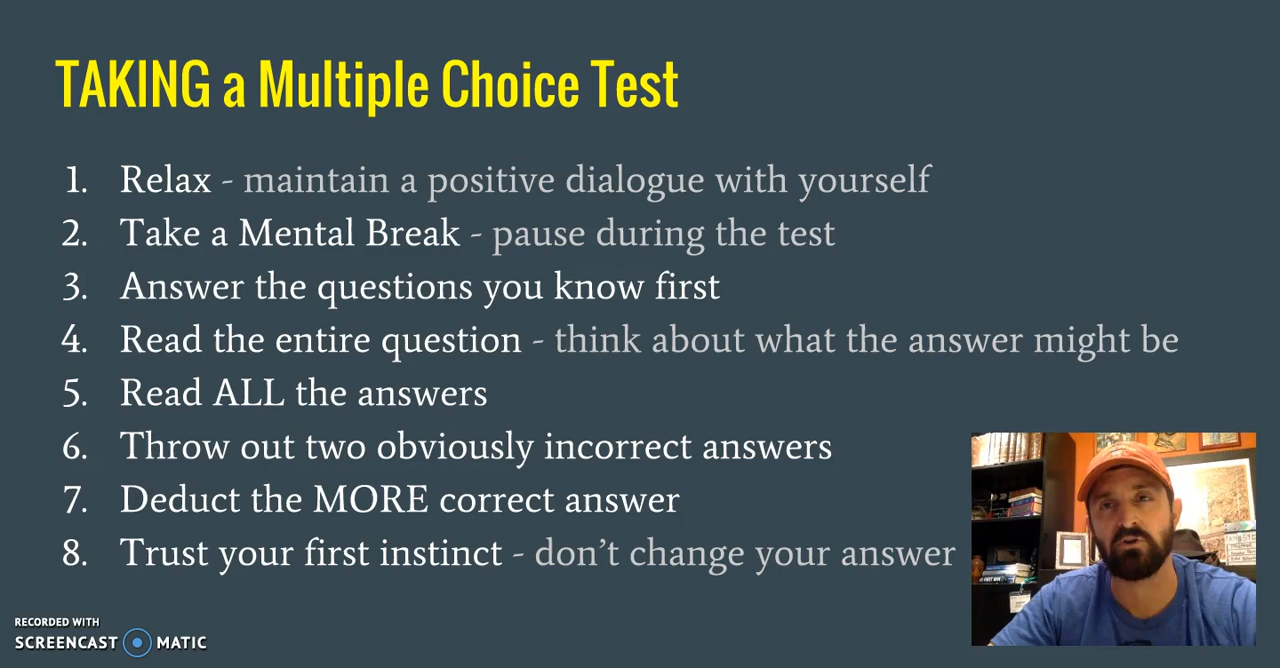 TAKING a Multiple Choice Test
1. Relax - maintain a positive dialogue with yourself
2. Take a Mental Break - pause during the test
3. Answer the questions you know first
4. Read the entire question - think about what the answer might be
5. Read ALL the answers
6. Throw out two obviously incorrect answers
7. Deduct the MORE correct answer
8. Trust your first instinct - don’t change your answer
RECORDED WITH
SCREENCAST MATIC